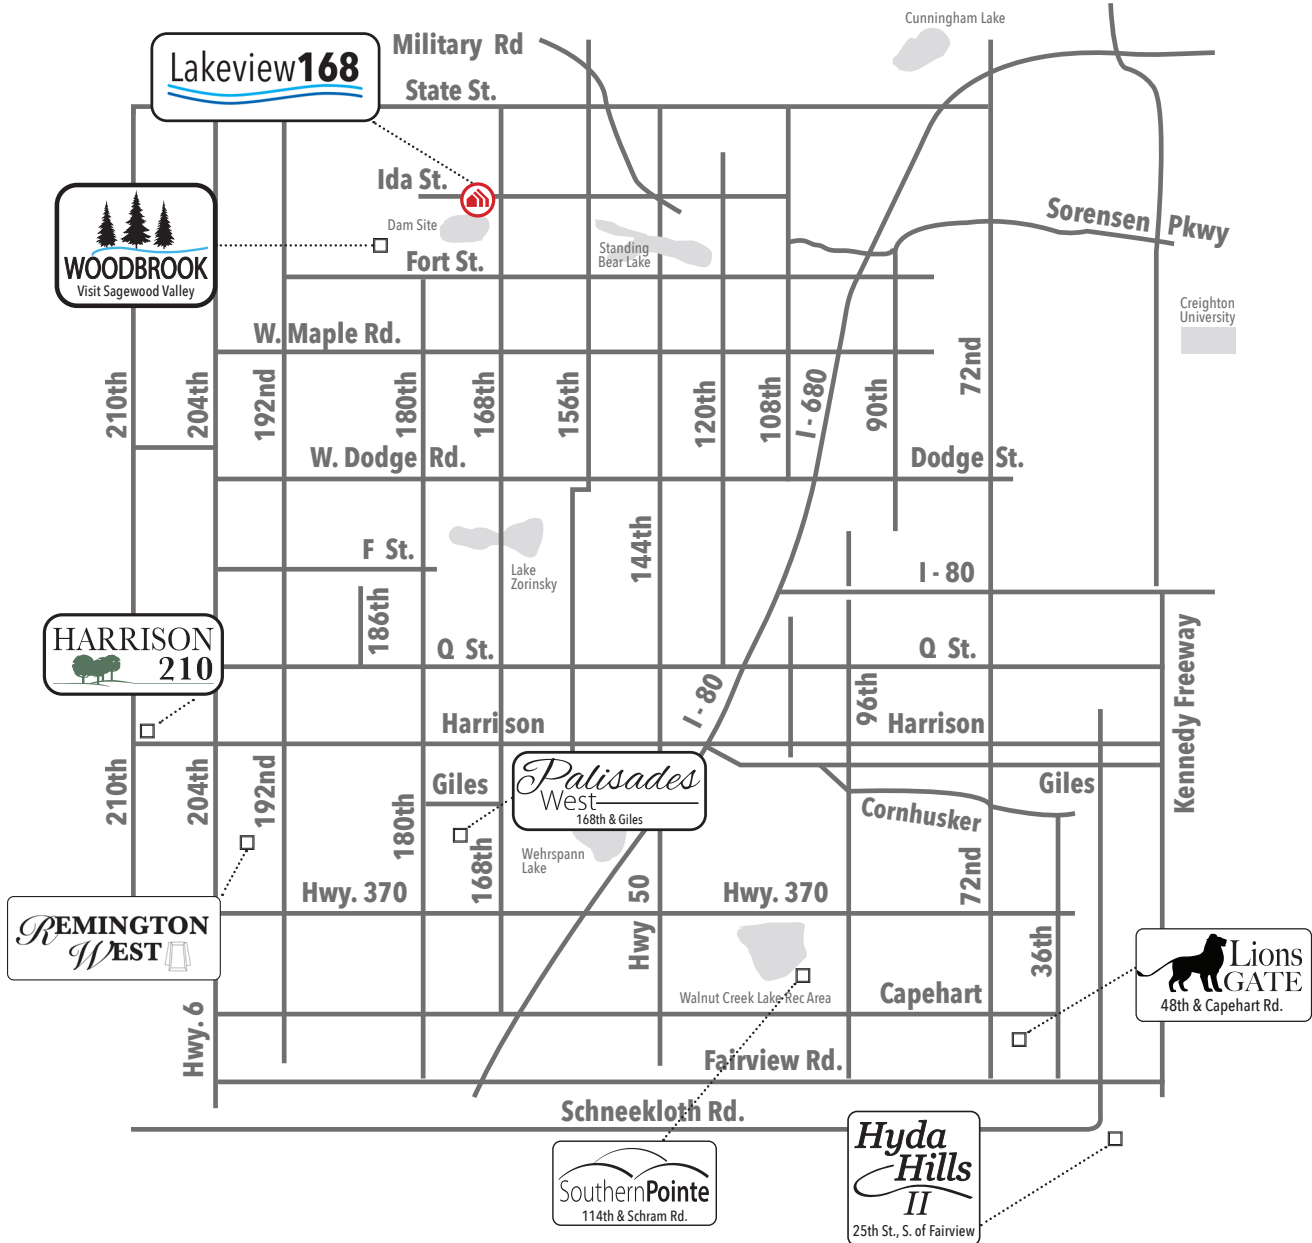 Cunningham Lake
Military Rd
Lakeview168
State St.
Ida St.
Dam Site
Sorensen Pkwy
Standing
Bear Lake
WOODBROOK
Visit Sagewood Valley
Fort St.
Creighton
University
W. Maple Rd.
210th
204th
192nd
180th
168th
156th
120th
108th
I - 680
90th
72nd
W. Dodge Rd.
Dodge St.
F St.
Lake
Zorinsky
144th
I - 80
186th
HARRISON
210
Q St.
Q St.
Kennedy Freeway
I - 80
96th
Harrison
Harrison
210th
204th
192nd
180th
Giles
168th
Palisades
West
168th & Giles
Giles
Cornhusker
Wehrspann
Lake
72nd
Hwy. 370
Hwy 50
Hwy. 370
REMINGTON
WEST
36th
Lions
GATE
48th & Capehart Rd.
Walnut Creek Lake Rec Area
Capehart
Hwy. 6
Fairview Rd.
Schneekloth Rd.
SouthernPointe
114th & Schram Rd.
Hyda
Hills
II
25th St., S. of Fairview